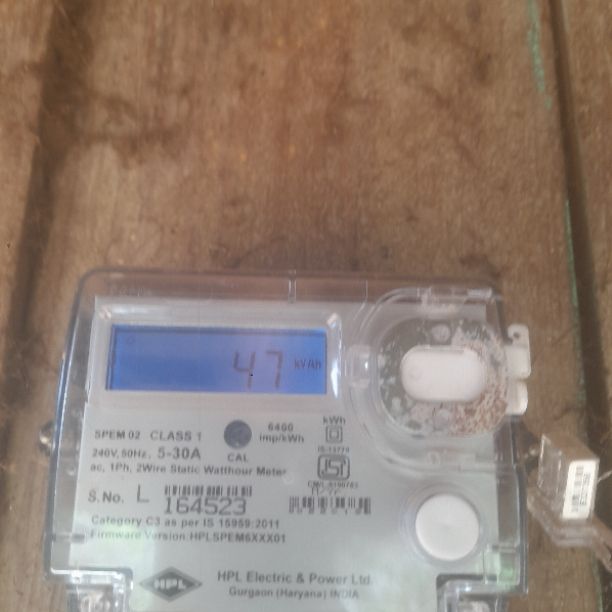 47 kVAh
SPEM 02 CLASS 1
6400 imp/kWh
kWh
240V, 50Hz, 5-30A
CAL
IS:13779
ac, 1Ph, 2Wire Static Watthour Meter
S.No. L 164523
Category C3 as per IS 15959:2011
Firmware Version:HPLSPEM6XXX01
HPL
HPL Electric & Power Ltd.
Gurgaon (Haryana) INDIA